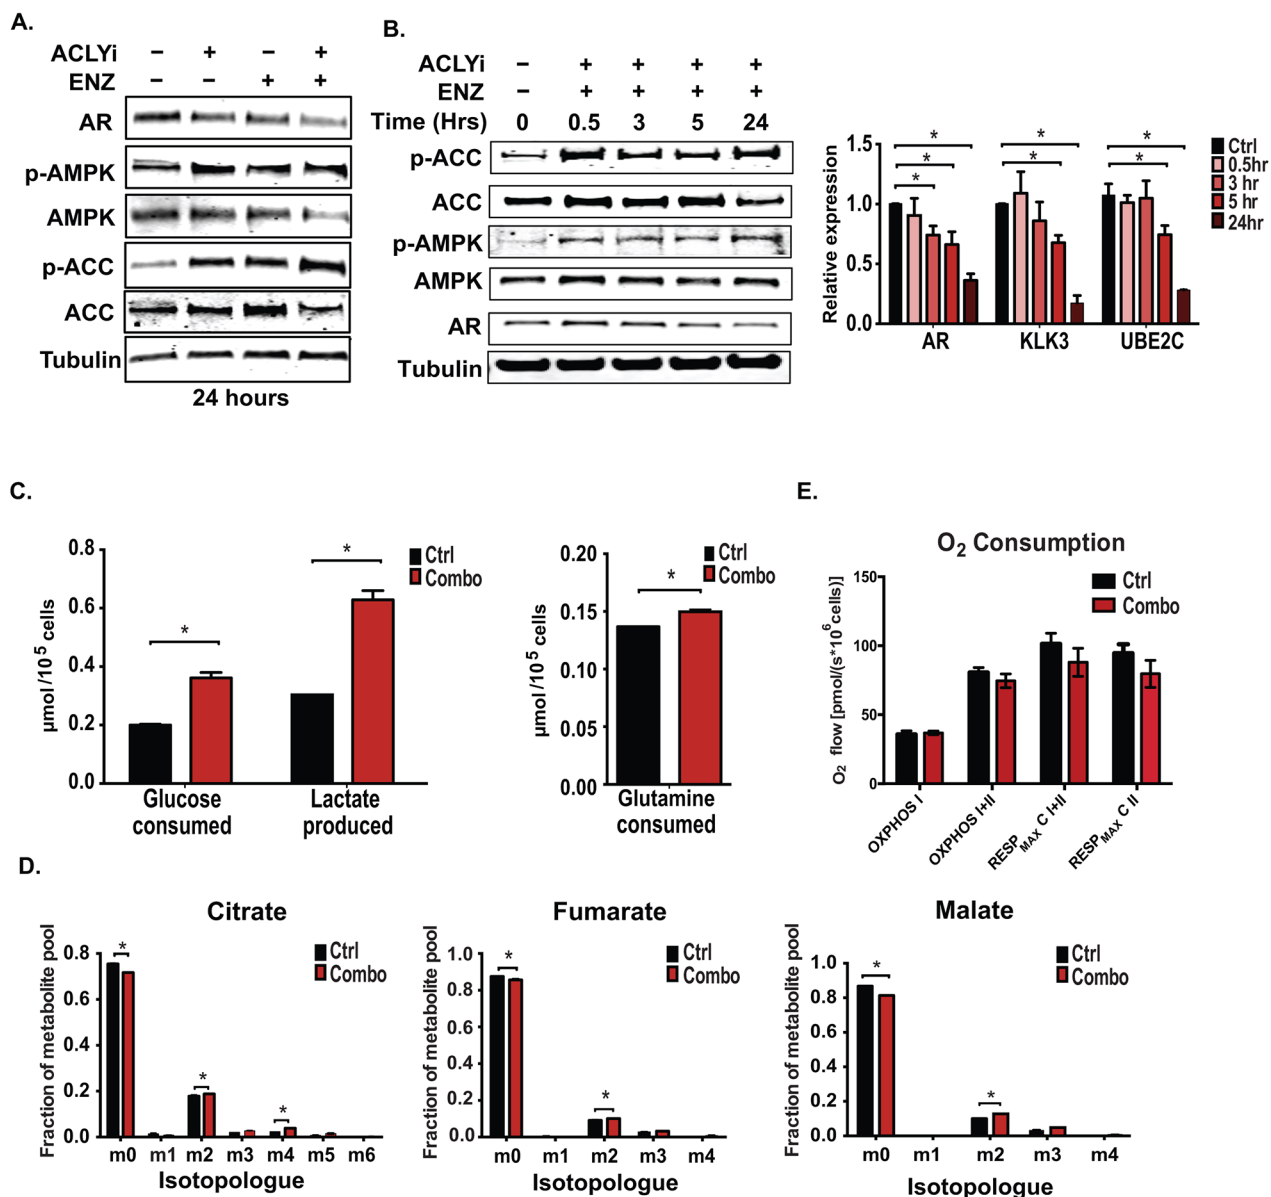 A.
ACLYi − + − +
ENZ − − + +
AR
p-AMPK
AMPK
p-ACC
ACC
Tubulin
24 hours
B.
ACLYi − + + + +
ENZ − + + + +
Time (Hrs) 0 0.5 3 5 24
p-ACC
ACC
p-AMPK
AMPK
AR
Tubulin
Relative expression
1.5
1.0
0.5
0.0
* * *
* *
*
AR KLK3 UBE2C
Ctrl
0.5hr
3 hr
5 hr
24hr
C.
µmol/10⁵ cells
0.8
0.6
0.4
0.2
0.0
*
*
Ctrl
Combo
Glucose consumed
Lactate produced
µmol/10⁵ cells
0.20
0.15
0.10
0.05
0.00
*
Ctrl
Combo
Glutamine consumed
E.
O₂ Consumption
O₂ flow [pmol/(s*10⁶cells)]
150
100
50
0
Ctrl
Combo
OXPHOS I
OXPHOS I+II
RESP MAX C I+II
RESP MAX C II
D.
Citrate
Fraction of metabolite pool
0.8
0.6
0.4
0.2
0.0
* * *
Ctrl
Combo
m0 m1 m2 m3 m4 m5 m6
Isotopologue
Fumarate
Fraction of metabolite pool
1.0
0.8
0.6
0.4
0.2
0.0
* *
Ctrl
Combo
m0 m1 m2 m3 m4
Isotopologue
Malate
Fraction of metabolite pool
1.0
0.8
0.6
0.4
0.2
0.0
* *
Ctrl
Combo
m0 m1 m2 m3 m4
Isotopologue